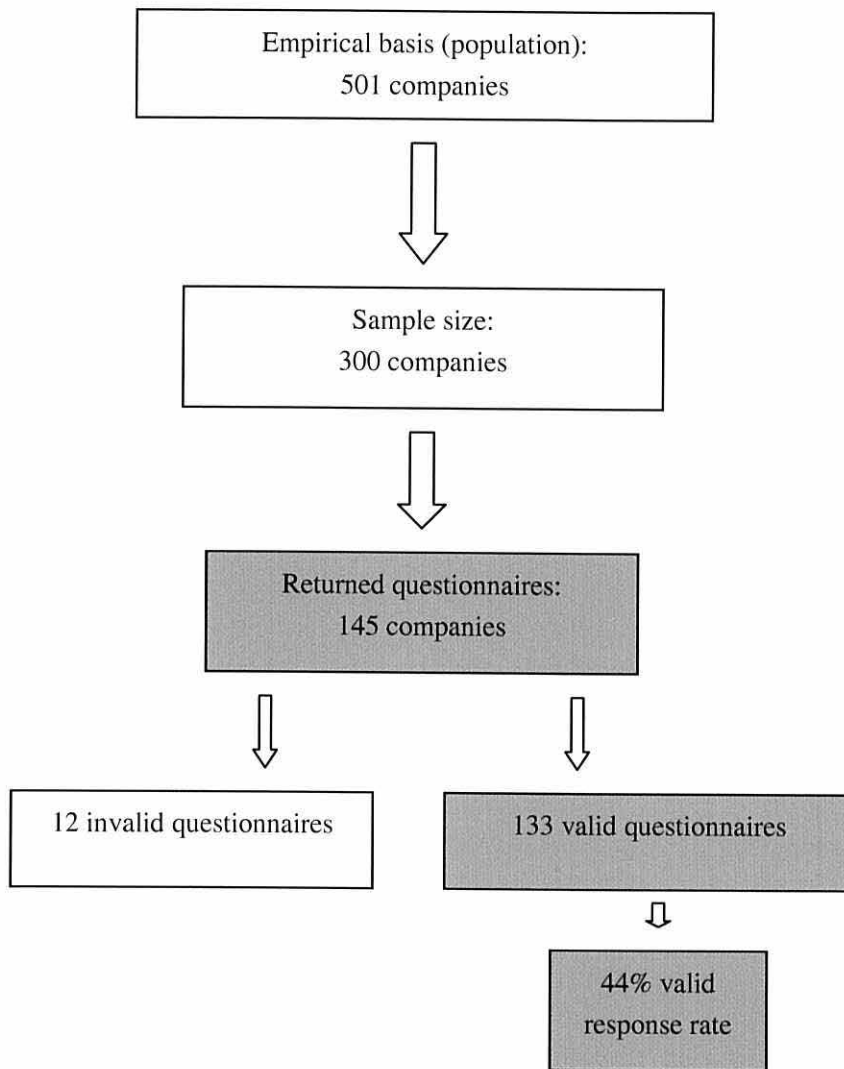 Empirical basis (population):
501 companies
Sample size:
300 companies
Returned questionnaires:
145 companies
12 invalid questionnaires
133 valid questionnaires
44% valid
response rate